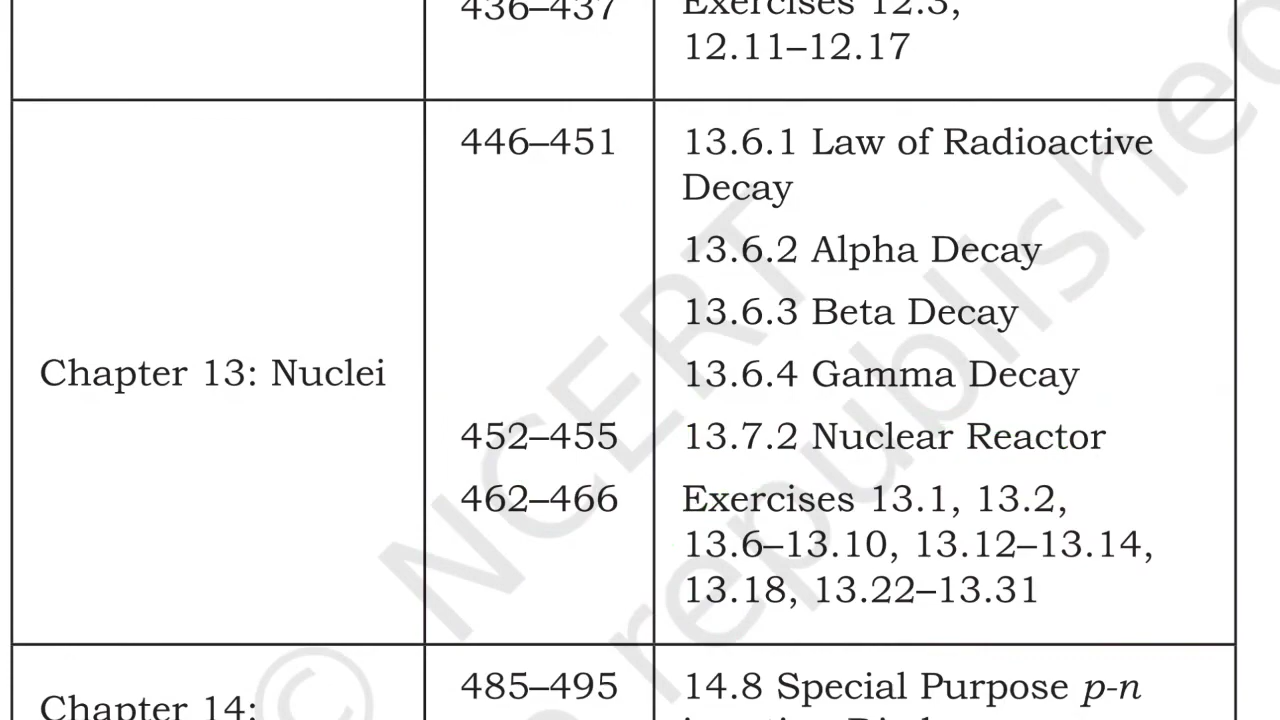 436–437
Exercises 12.3,
12.11–12.17
Chapter 13: Nuclei
446–451
13.6.1 Law of Radioactive
Decay
13.6.2 Alpha Decay
13.6.3 Beta Decay
13.6.4 Gamma Decay
452–455
13.7.2 Nuclear Reactor
462–466
Exercises 13.1, 13.2,
13.6–13.10, 13.12–13.14,
13.18, 13.22–13.31
Chapter 14:
485–495
14.8 Special Purpose p-n
© NCERT
republished